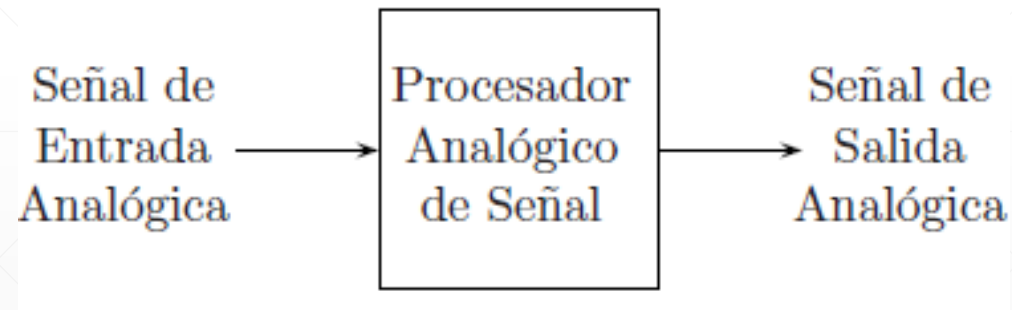 Señal de
Entrada
Analógica
Procesador
Analógico
de Señal
Señal de
Salida
Analógica